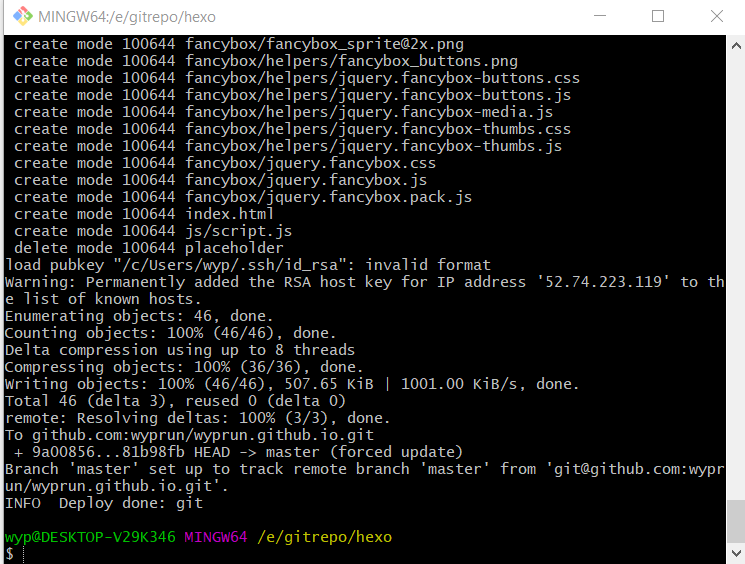 MINGW64:/e/gitrepo/hexo
create mode 100644 fancybox/fancybox_sprite@2x.png
create mode 100644 fancybox/helpers/fancybox_buttons.png
create mode 100644 fancybox/helpers/jquery.fancybox-buttons.css
create mode 100644 fancybox/helpers/jquery.fancybox-buttons.js
create mode 100644 fancybox/helpers/jquery.fancybox-media.js
create mode 100644 fancybox/helpers/jquery.fancybox-thumbs.css
create mode 100644 fancybox/helpers/jquery.fancybox-thumbs.js
create mode 100644 fancybox/jquery.fancybox.css
create mode 100644 fancybox/jquery.fancybox.js
create mode 100644 fancybox/jquery.fancybox.pack.js
create mode 100644 index.html
create mode 100644 js/script.js
delete mode 100644 placeholder
load pubkey "/c/Users/wyp/.ssh/id_rsa": invalid format
Warning: Permanently added the RSA host key for IP address '52.74.223.119' to th
e list of known hosts.
Enumerating objects: 46, done.
Counting objects: 100% (46/46), done.
Delta compression using up to 8 threads
Compressing objects: 100% (36/36), done.
Writing objects: 100% (46/46), 507.65 KiB | 1001.00 KiB/s, done.
Total 46 (delta 3), reused 0 (delta 0)
remote: Resolving deltas: 100% (3/3), done.
To github.com:wyprun/wyprun.github.io.git
+ 9a00856...81b98fb HEAD -> master (forced update)
Branch 'master' set up to track remote branch 'master' from 'git@github.com:wypr
un/wyprun.github.io.git'.
INFO  Deploy done: git
wyp@DESKTOP-V29K346 MINGW64 /e/gitrepo/hexo
$